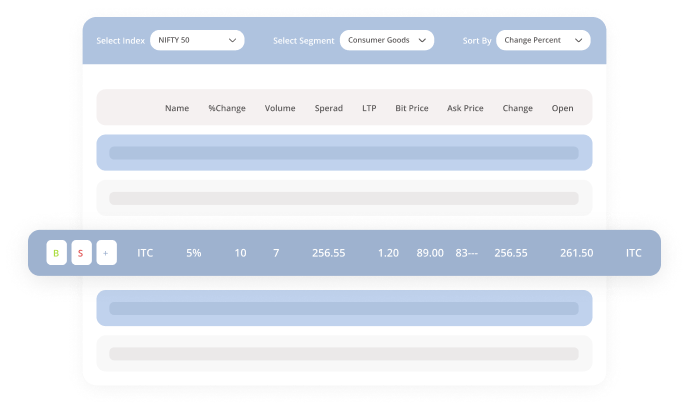 Select Index NIFTY 50 Select Segment Consumer Goods Sort By Change Percent
Name %Change Volume Sperad LTP Bit Price Ask Price Change Open
B S + ITC 5% 10 7 256.55 1.20 89.00 83--- 256.55 261.50 ITC